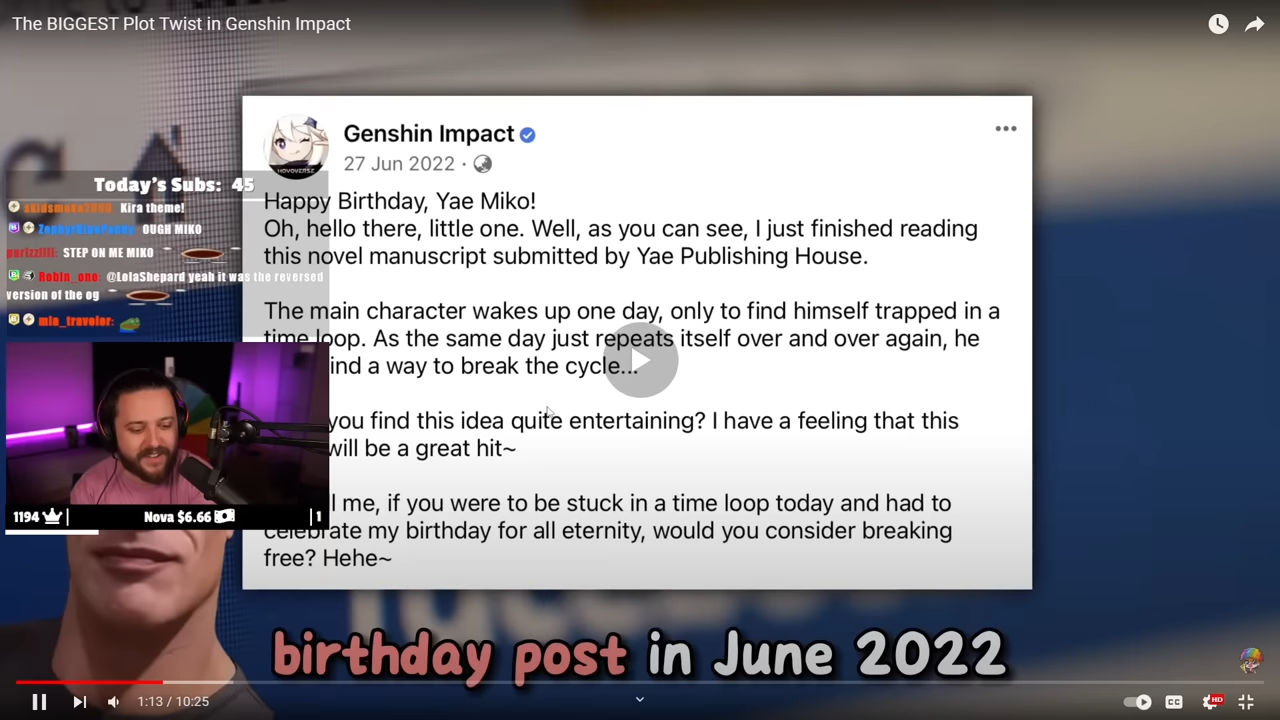 The BIGGEST Plot Twist in Genshin Impact
Genshin Impact
27 Jun 2022 ·
HOYOVERSE
Happy Birthday, Yae Miko!
Oh, hello there, little one. Well, as you can see, I just finished reading
this novel manuscript submitted by Yae Publishing House.
The main character wakes up one day, only to find himself trapped in a
time loop. As the same day just repeats itself over and over again, he
ind a way to break the cycle...
you find this idea quite entertaining? I have a feeling that this
will be a great hit~
l me, if you were to be stuck in a time loop today and had to
celebrate my birthday for all eternity, would you consider breaking
free? Hehe~
Today's Subs: 45
Kira theme!
OUGH MIKO
STEP ON ME MIKO
Robin_one: @LolaShepard yeah it was the reversed
version of the og
min_traveler:
1194
Nova $6.66
1
birthday post in June 2022
1:13 / 10:25
CC
HD